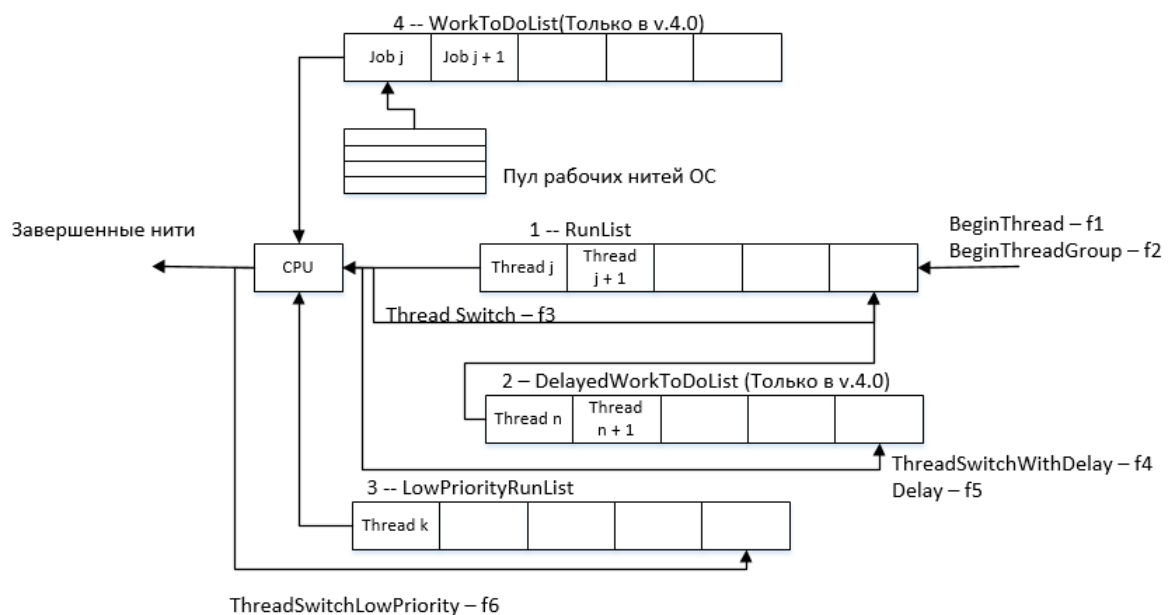 4 -- WorkToDoList(Только в v.4.0)
Job j
Job j + 1
Пул рабочих нитей ОС
Завершенные нити
1 -- RunList
BeginThread – f1
BeginThreadGroup – f2
CPU
Thread j
Thread
j + 1
Thread Switch – f3
2 – DelayedWorkToDoList (Только в v.4.0)
Thread n
Thread
n + 1
ThreadSwitchWithDelay – f4
Delay – f5
3 -- LowPriorityRunList
Thread k
ThreadSwitchLowPriority – f6